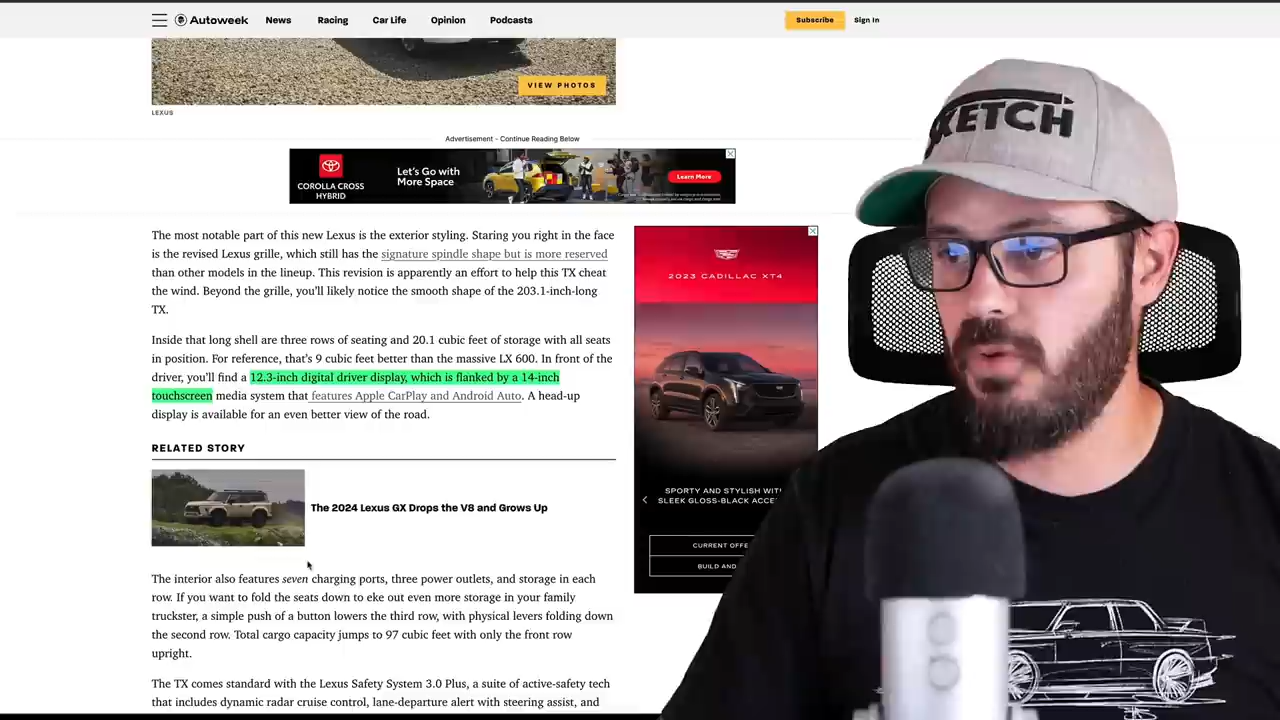 Autoweek
News
Racing
Car Life
Opinion
Podcasts
Subscribe
Sign In
VIEW PHOTOS
LEXUS
Advertisement - Continue Reading Below
COROLLA CROSS
HYBRID
Let's Go with
More Space
Learn More
The most notable part of this new Lexus is the exterior styling. Staring you right in the face
is the revised Lexus grille, which still has the signature spindle shape but is more reserved
than other models in the lineup. This revision is apparently an effort to help this TX cheat
the wind. Beyond the grille, you'll likely notice the smooth shape of the 203.1-inch-long
TX.
Inside that long shell are three rows of seating and 20.1 cubic feet of storage with all seats
in position. For reference, that's 9 cubic feet better than the massive LX 600. In front of the
driver, you'll find a 12.3-inch digital driver display, which is flanked by a 14-inch
touchscreen media system that features Apple CarPlay and Android Auto. A head-up
display is available for an even better view of the road.
RELATED STORY
The 2024 Lexus GX Drops the V8 and Grows Up
The interior also features seven charging ports, three power outlets, and storage in each
row. If you want to fold the seats down to eke out even more storage in your family
truckster, a simple push of a button lowers the third row, with physical levers folding down
the second row. Total cargo capacity jumps to 97 cubic feet with only the front row
upright.
The TX comes standard with the Lexus Safety System 3.0 Plus, a suite of active-safety tech
that includes dynamic radar cruise control, lane-departure alert with steering assist, and
2023 CADILLAC XT4
SPORTY AND STYLISH WITH
SLEEK GLOSS-BLACK
CURRENT
BUILD AND
KETCH